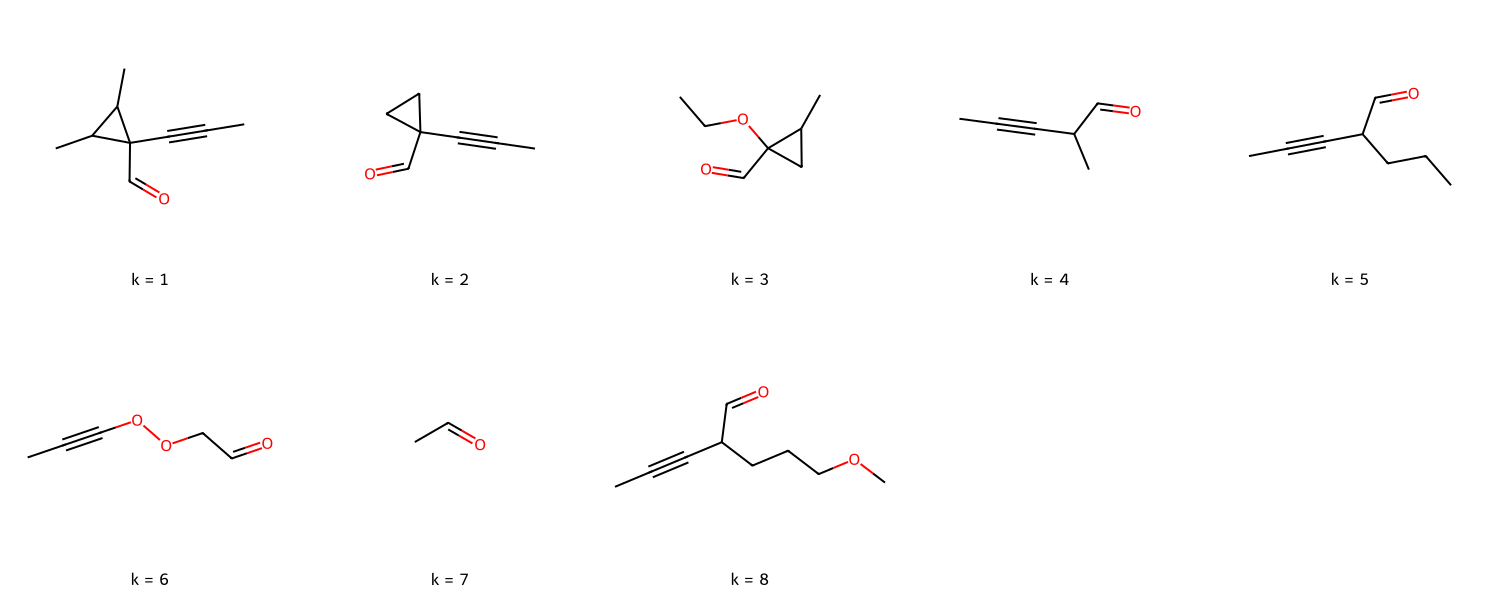 O
O
O
O
O
k = 1
k = 2
k = 3
k = 4
k = 5
O
O
O
O
O
O
k = 6
k = 7
k = 8